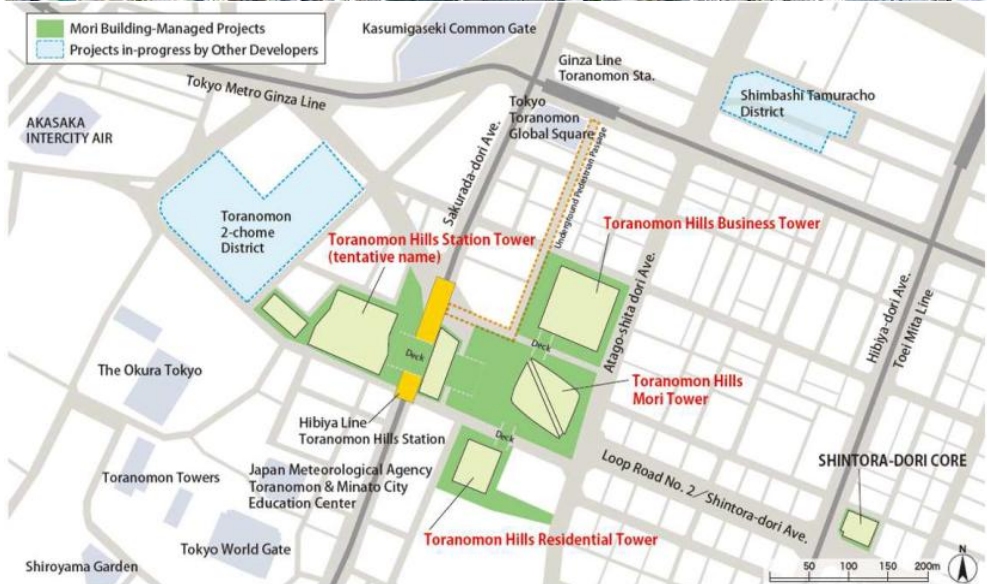 Mori Building-Managed Projects
Projects in-progress by Other Developers
Kasumigaseki Common Gate
Ginza Line
Toranomon Sta.
Tokyo Metro Ginza Line
Tokyo
Toranomon
Global Square
Shimbashi Tamuracho
District
AKASAKA
INTERCITY AIR
Sakurada-dori Ave.
Underground Pedestrian Passage
Toranomon
2-chome
District
Toranomon Hills Station Tower
(tentative name)
Toranomon Hills Business Tower
Atago-shita dori Ave.
Hibiya-dori Ave.
Toei Mita Line
Deck
Deck
The Okura Tokyo
Toranomon Hills
Mori Tower
Hibiya Line
Toranomon Hills Station
Deck
Loop Road No. 2/Shintora-dori Ave.
SHINTORA-DORI CORE
Toranomon Towers
Japan Meteorological Agency
Toranomon & Minato City
Education Center
Toranomon Hills Residential Tower
Tokyo World Gate
Shiroyama Garden
50 100 150 200m
N